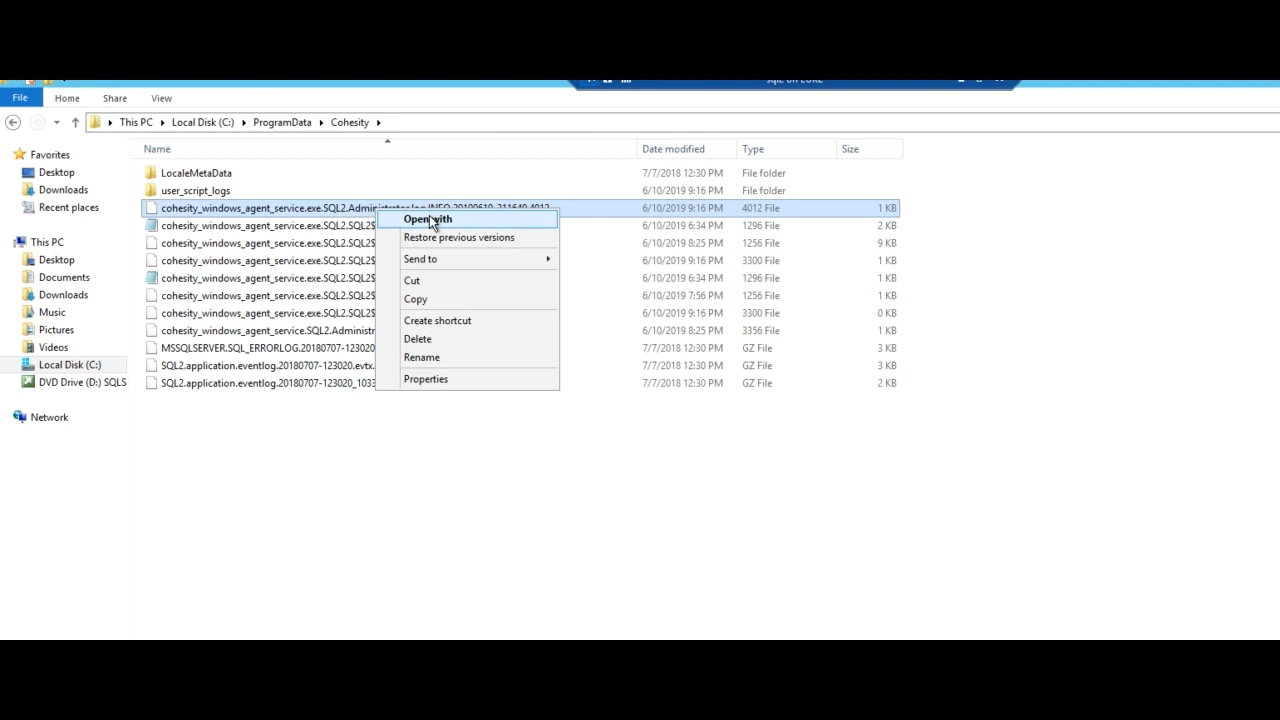 File Home Share View
This PC Local Disk (C:) ProgramData Cohesity
Name Date modified Type Size
Favorites
Desktop
Downloads
Recent places
This PC
Desktop
Documents
Downloads
Music
Pictures
Videos
Local Disk (C:)
DVD Drive (D:) SQLS
Network
LocaleMetaData 7/7/2018 12:30 PM File folder
user_script_logs 6/10/2019 9:16 PM File folder
cohesity_windows_agent_service.exe.SQL2.Administrator.log.INFO.20190610-211640.4012 6/10/2019 9:16 PM 4012 File 1 KB
cohesity_windows_agent_service.exe.SQL2.SQL2$ 6/10/2019 6:34 PM 1296 File 2 KB
cohesity_windows_agent_service.exe.SQL2.SQL2$ 6/10/2019 8:25 PM 1256 File 9 KB
cohesity_windows_agent_service.exe.SQL2.SQL2$ 6/10/2019 9:16 PM 3300 File 1 KB
cohesity_windows_agent_service.exe.SQL2.SQL2$ 6/10/2019 6:34 PM 1296 File 1 KB
cohesity_windows_agent_service.exe.SQL2.SQL2$ 6/10/2019 7:56 PM 1256 File 1 KB
cohesity_windows_agent_service.exe.SQL2.SQL2$ 6/10/2019 9:16 PM 3300 File 0 KB
cohesity_windows_agent_service.SQL2.Administr 6/10/2019 8:25 PM 3356 File 1 KB
MSSQLSERVER.SQL_ERRORLOG.20180707-123020 7/7/2018 12:30 PM GZ File 3 KB
SQL2.application.eventlog.20180707-123020.evtx. 7/7/2018 12:30 PM GZ File 3 KB
SQL2.application.eventlog.20180707-123020_1033 7/7/2018 12:30 PM GZ File 2 KB
Open with
Restore previous versions
Send to
Cut
Copy
Create shortcut
Delete
Rename
Properties